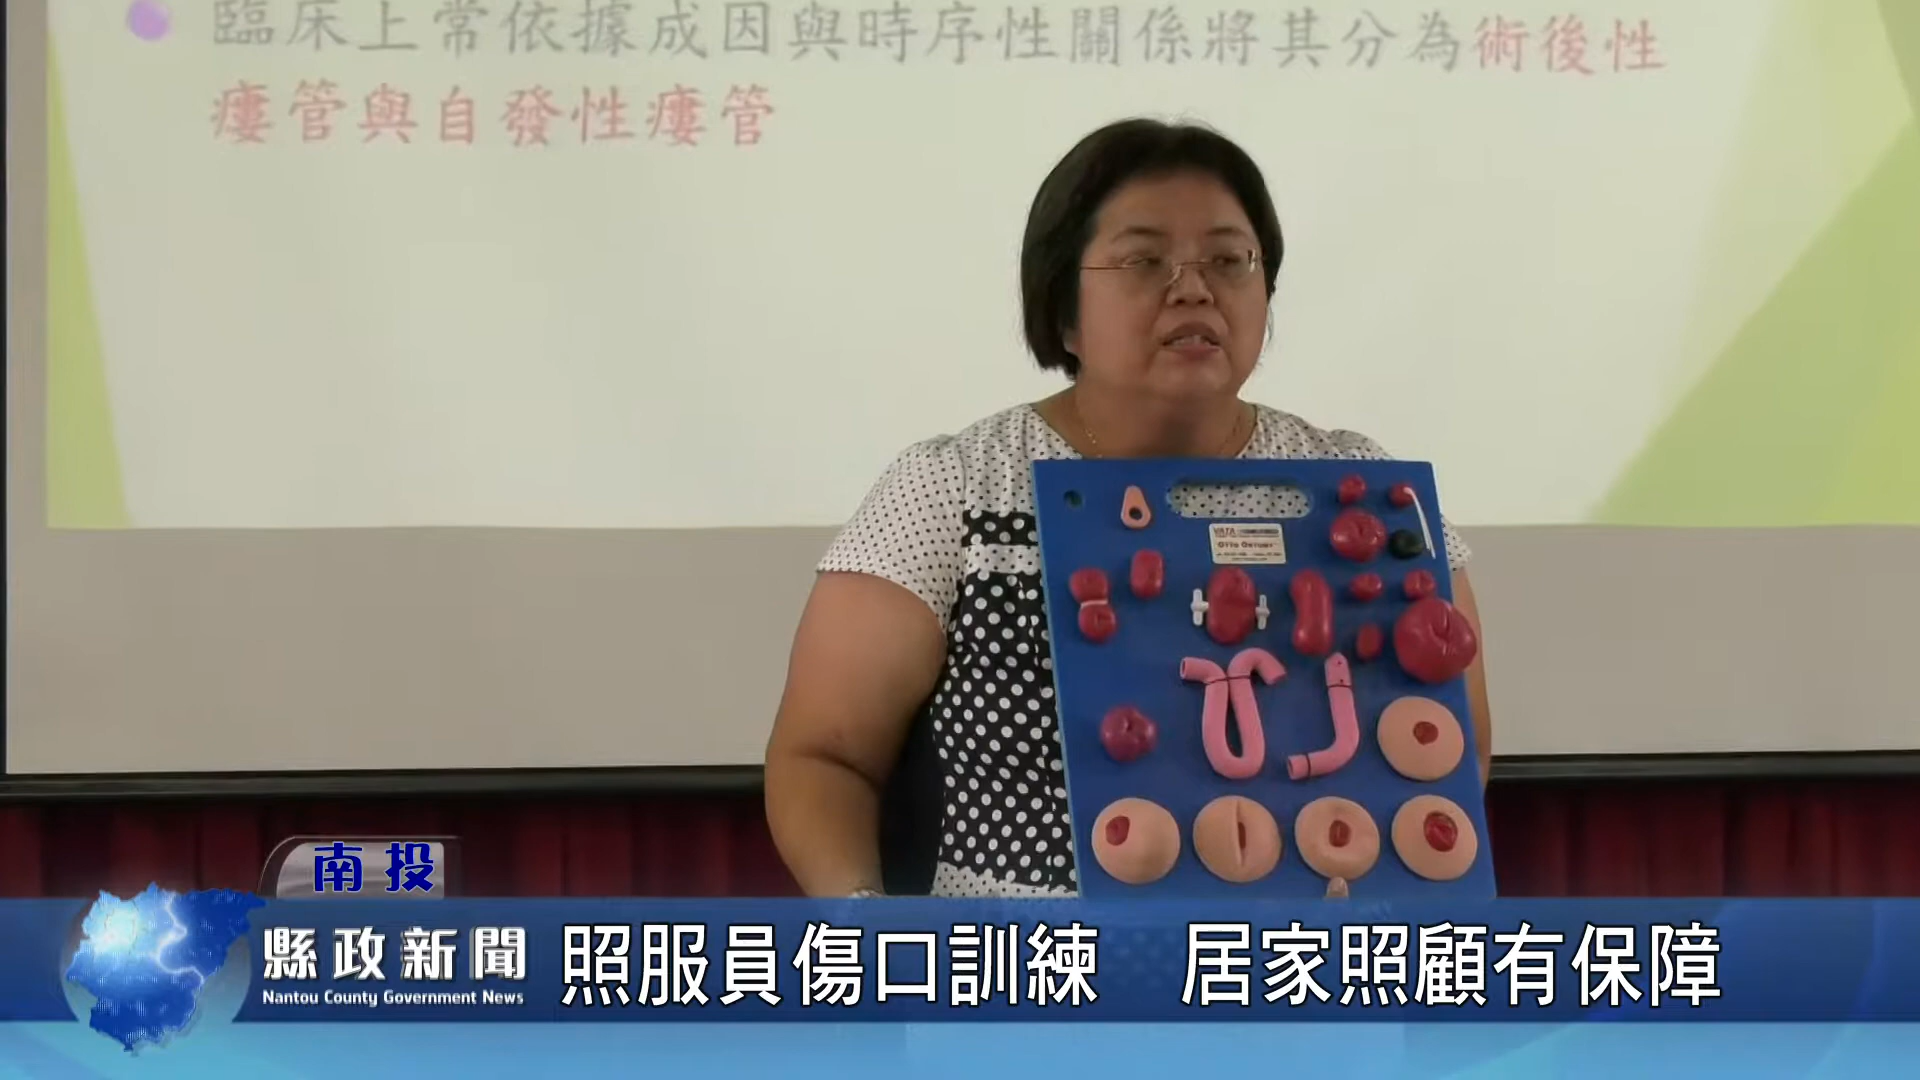 臨床上常依據成因與時序性關係將其分為術後性
瘻管與自發性瘻管
VATA
南投
縣政新聞
Nantou County Government News
照服員傷口訓練 居家照顧有保障